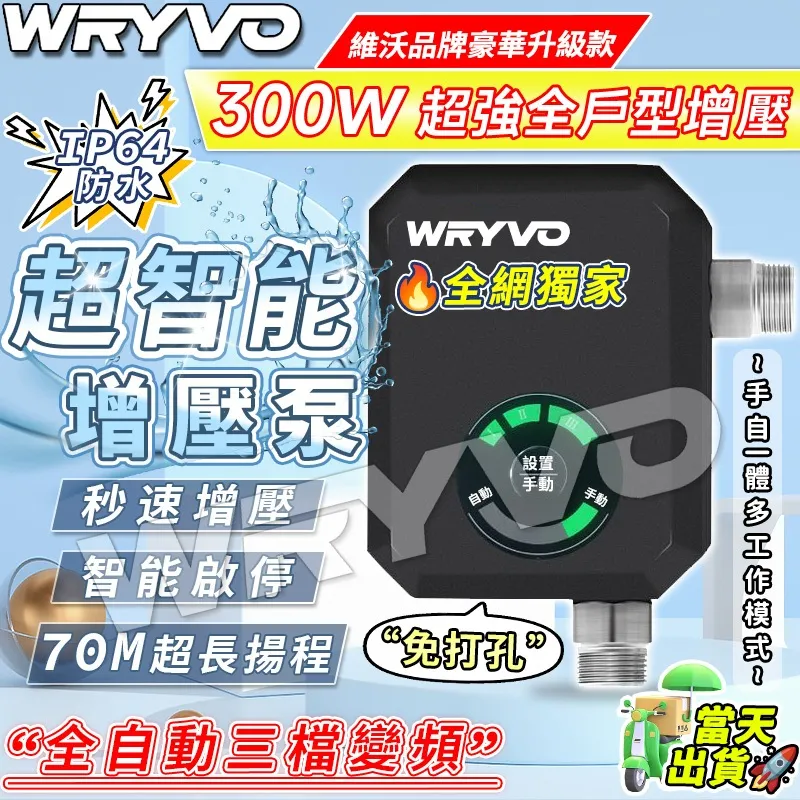 WRYVO
維沃品牌豪華升級款
300W 超強全戶型增壓
IP64
防水
超智能
增壓泵
秒速增壓
智能啟停
70M超長揚程
WRYVO
🔥全網獨家
I II III
設置
手動
自動
手動
WRYVO
~手自一體多工作模式~
“免打孔”
“全自動三檔變頻”
當天
出貨🚀